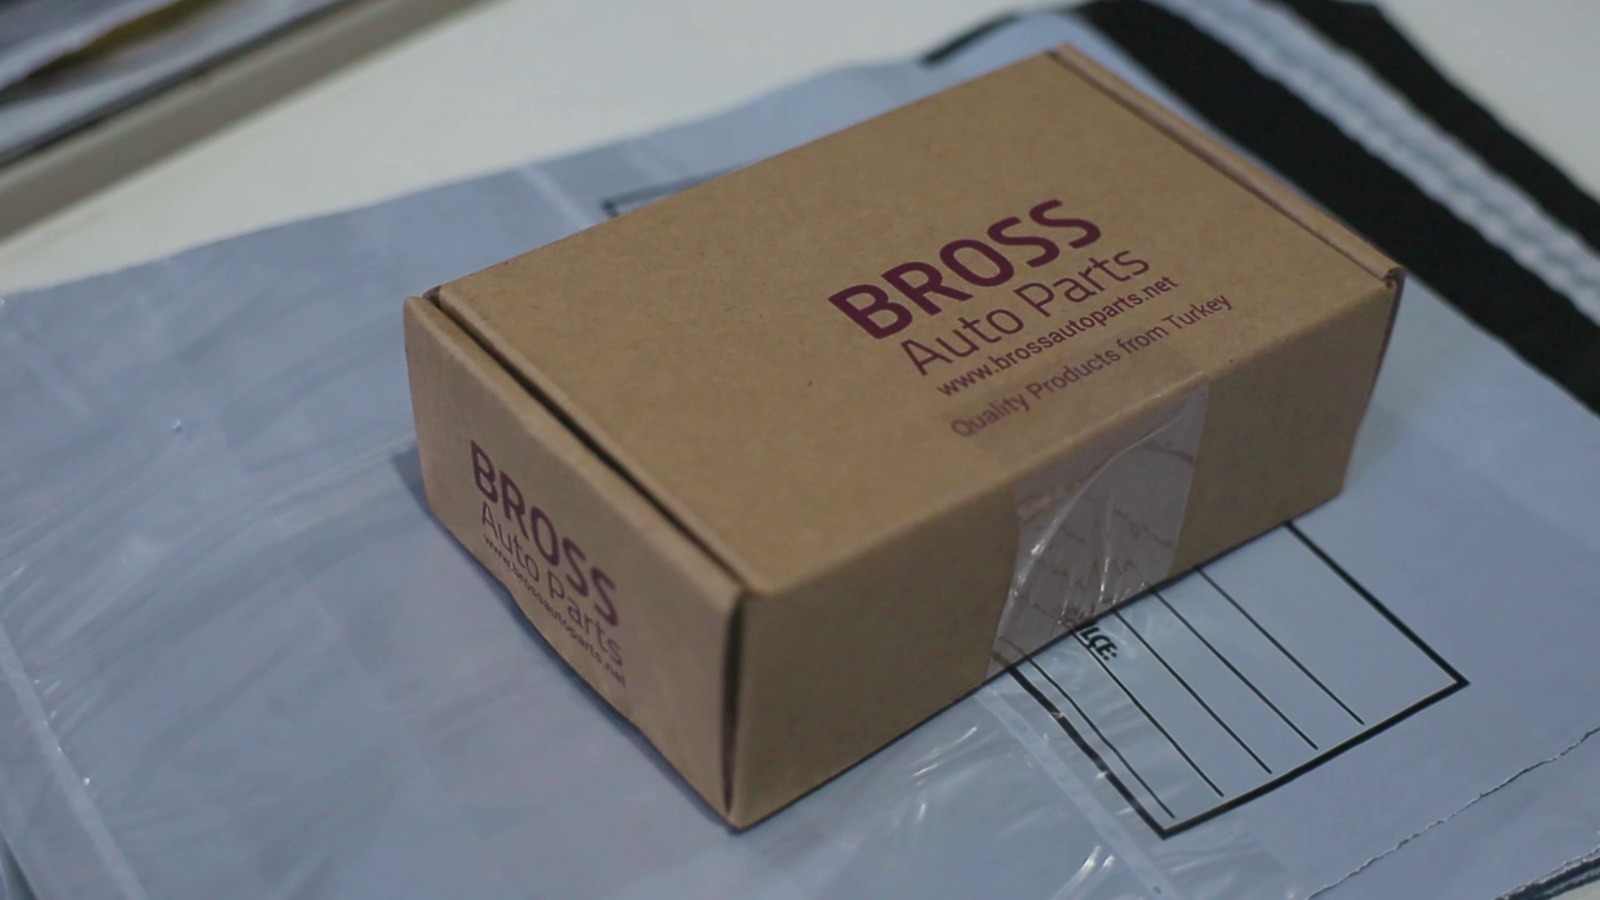 BROSS
Auto Parts
www.brossautoparts.net
Quality Products from Turkey
BROSS
Auto Parts
www.brossautoparts.net